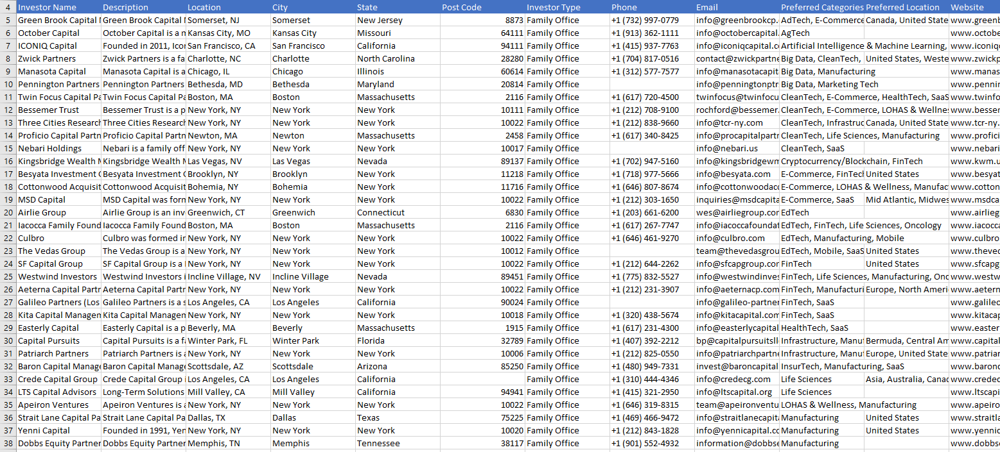 4 Investor Name Description Location City State Post Code Investor Type Phone Email Preferred Categories Preferred Location Website
5 Green Brook Capital Green Brook Capital Somerset, NJ Somerset New Jersey 8873 Family Office +1 (732) 997-0779 info@greenbrookcp. AdTech, E-Commerce Canada, United State www.greenb
6 October Capital October Capital is a n Kansas City, MO Kansas City Missouri 64111 Family Office +1 (913) 362-1111 info@octobercapital. AgTech www.octobe
7 ICONIQ Capital Founded in 2011, Icon San Francisco, CA San Francisco California 94111 Family Office +1 (415) 937-7763 info@iconiqcapital.co Artificial Intelligence & Machine Learning, www.iconiq
8 Zwick Partners Zwick Partners is a fa Charlotte, NC Charlotte North Carolina 28280 Family Office +1 (704) 817-0516 contact@zwickpartne Big Data, CleanTech, United States, Weste www.zwickp
9 Manasota Capital Manasota Capital is a Chicago, IL Chicago Illinois 60614 Family Office +1 (312) 577-7577 info@manasotacapit Big Data, Manufacturing www.manas
10 Pennington Partners Pennington Partners Bethesda, MD Bethesda Maryland 20814 Family Office info@penningtonptn Big Data, Marketing Tech www.pennin
11 Twin Focus Capital Pa Twin Focus Capital Pa Boston, MA Boston Massachusetts 2116 Family Office +1 (617) 720-4500 twinfocus@twinfocu CleanTech, E-Commerce, HealthTech, SaaS www.twinfo
12 Bessemer Trust Bessemer Trust is a p New York, NY New York New York 10111 Family Office +1 (212) 708-9100 rochford@bessemer. CleanTech, E-Commerce, LOHAS & Wellne www.besser
13 Three Cities Research Three Cities Research New York, NY New York New York 10022 Family Office +1 (212) 838-9660 info@tcr-ny.com CleanTech, Infrastruc Canada, United State www.tcr-ny.
14 Proficio Capital Partn Proficio Capital Partn Newton, MA Newton Massachusetts 2458 Family Office +1 (617) 340-8425 info@procapitalpartr CleanTech, Life Sciences, Manufacturing www.profici
15 Nebari Holdings Nebari is a family off New York, NY New York New York 10017 Family Office info@nebari.us CleanTech, SaaS www.nebari
16 Kingsbridge Wealth Kingsbridge Wealth Las Vegas, NV Las Vegas Nevada 89137 Family Office +1 (702) 947-5160 info@kingsbridgewn Cryptocurrency/Blockchain, FinTech www.kwm.u
17 Besyata Investment Besyata Investment Brooklyn, NY Brooklyn New York 11218 Family Office +1 (718) 977-5666 info@besyata.com E-Commerce, FinTech United States www.besyat
18 Cottonwood Acquisit Cottonwood Acquisit Bohemia, NY Bohemia New York 11716 Family Office +1 (646) 807-8674 info@cottonwoodac E-Commerce, LOHAS & Wellness, Manufac www.cotton
19 MSD Capital MSD Capital was form New York, NY New York New York 10022 Family Office +1 (212) 303-1650 inquiries@msdcapita E-Commerce, SaaS Mid Atlantic, Midwes www.msdca
20 Airlie Group Airlie Group is an inv Greenwich, CT Greenwich Connecticut 6830 Family Office +1 (203) 661-6200 wes@airliegroup.cor EdTech www.airlieg
21 Iacocca Family Found Iacocca Family Found Boston, MA Boston Massachusetts 2116 Family Office +1 (617) 267-7747 info@iacoccafoundat EdTech, FinTech, Life Sciences, Oncology www.iacocca
22 Culbro Culbro was formed ir New York, NY New York New York 10022 Family Office +1 (646) 461-9270 info@culbro.com EdTech, Manufacturing, Mobile www.culbro
23 The Vedas Group The Vedas Group is a New York, NY New York New York 10012 Family Office team@thevedasgrou EdTech, Mobile, SaaS United States www.theved
24 SF Capital Group SF Capital Group is a New York, NY New York New York 10022 Family Office +1 (212) 644-2262 info@sfcapgroup.cor FinTech United States www.sfcapg
25 Westwind Investors Westwind Investors i Incline Village, NV Incline Village Nevada 89451 Family Office +1 (775) 832-5527 info@westwindinves FinTech, Life Sciences, Manufacturing, Onc www.westw
26 Aeterna Capital Partr Aeterna Capital Partr New York, NY New York New York 10022 Family Office +1 (212) 231-3907 info@aeternacp.com FinTech, Manufacturi Europe, North Ameri www.aetern
27 Galileo Partners (Los Galileo Partners is a s Los Angeles, CA Los Angeles California 90024 Family Office info@galileo-partner FinTech, SaaS www.galileo
28 Kita Capital Managen Kita Capital Managen New York, NY New York New York 10018 Family Office +1 (320) 438-5674 info@kitacapital.com FinTech, SaaS www.kitacap
29 Easterly Capital Easterly Capital is a p Beverly, MA Beverly Massachusetts 1915 Family Office +1 (617) 231-4300 info@easterlycapital HealthTech, SaaS www.easter
30 Capital Pursuits Capital Pursuits is a fa Winter Park, FL Winter Park Florida 32789 Family Office +1 (407) 392-2212 bp@capitalpursuitsll Infrastructure, Manuf Bermuda, Central Am www.capital
31 Patriarch Partners Patriarch Partners is a New York, NY New York New York 10006 Family Office +1 (212) 825-0550 info@patriarchpartne Infrastructure, Manuf Europe, United State www.patriar
32 Baron Capital Manage Baron Capital Manage Scottsdale, AZ Scottsdale Arizona 85250 Family Office +1 (480) 949-7331 invest@baroncapital InsurTech, Manufacturing, SaaS www.baronc
33 Crede Capital Group Crede Capital Group i Los Angeles, CA Los Angeles California Family Office +1 (310) 444-4346 info@credecg.com Life Sciences Asia, Australia, Canad www.credec
34 LTS Capital Advisors Long-Term Solutions Mill Valley, CA Mill Valley California 94941 Family Office +1 (415) 321-2950 info@ltscapital.org Life Sciences www.ltscapi
35 Apeiron Ventures Apeiron Ventures is a New York, NY New York New York 10022 Family Office +1 (646) 319-8315 team@apeironventu LOHAS & Wellness, Manufacturing www.apeiro
36 Strait Lane Capital Pa Strait Lane Capital Pa Dallas, TX Dallas Texas 75225 Family Office +1 (469) 466-9472 info@straitlanecapita Manufacturing United States www.straitla
37 Yenni Capital Founded in 1991, Yen New York, NY New York New York 10020 Family Office +1 (212) 843-1828 info@yennicapital.cc Manufacturing United States www.yennic
38 Dobbs Equity Partner Dobbs Equity Partner Memphis, TN Memphis Tennessee 38117 Family Office +1 (901) 552-4932 information@dobbse Manufacturing www.dobbs